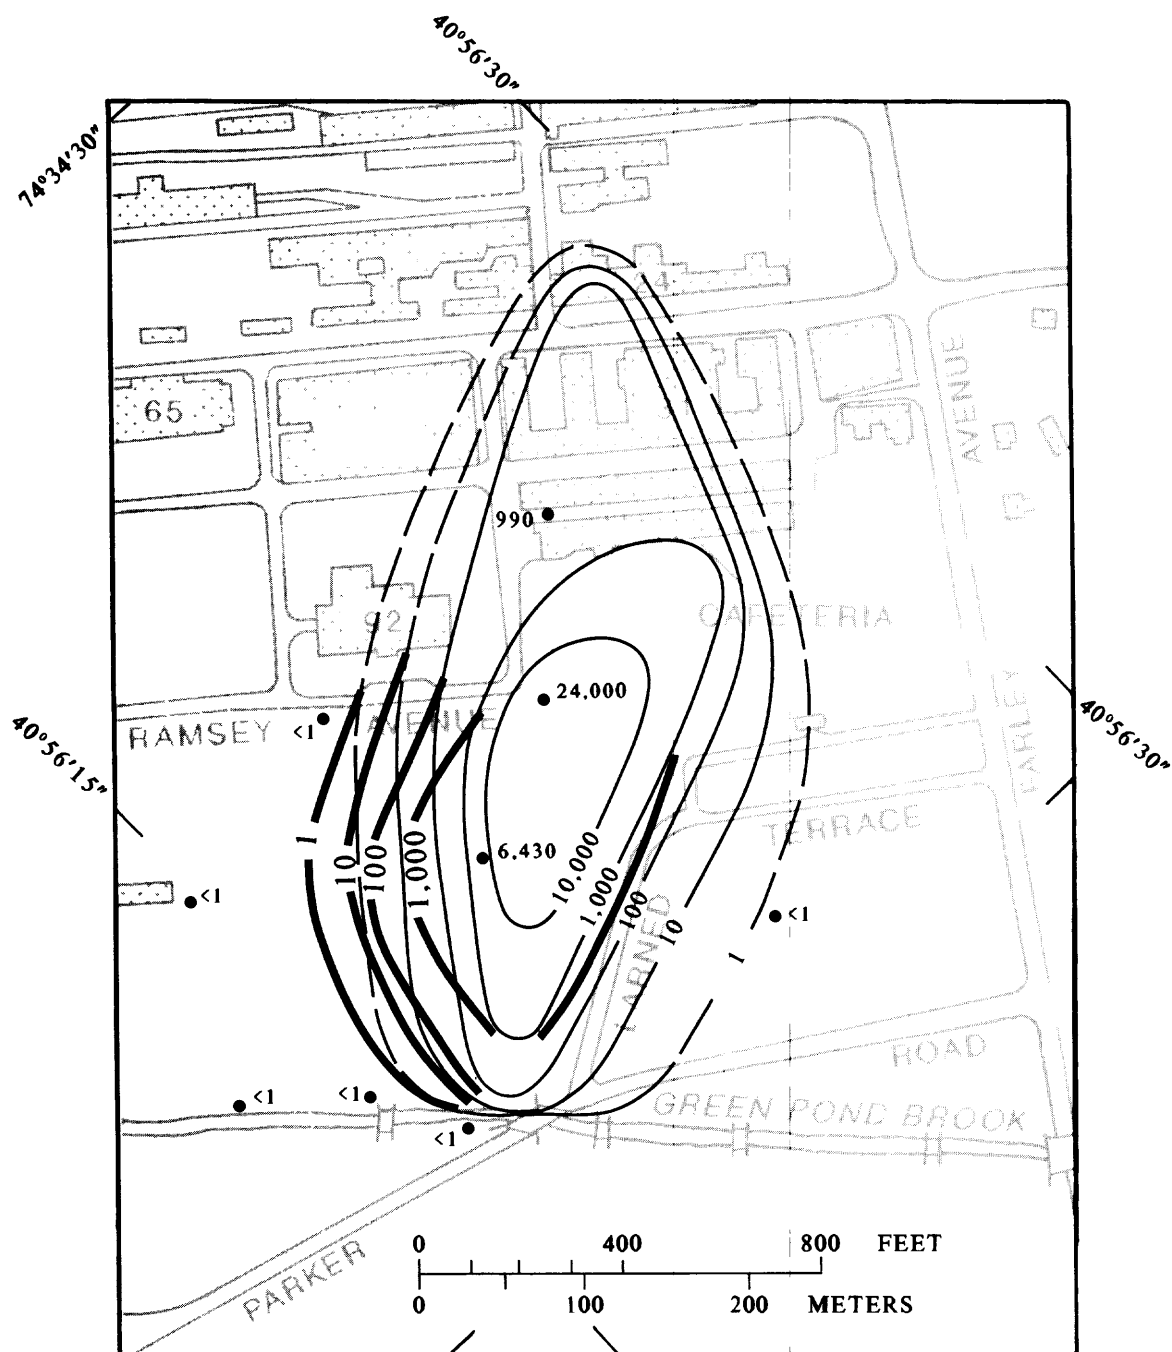 40°56'30"
74°34'30"
24
AVENUE
65
990
92
CAFETERIA
24,000
RAMSEY AVENUE
<1
40°56'15"
40°56'30"
FARLEY
TERRACE
1
10
100
1,000
6,430
10,000
1,000
100
10
1
<1
<1
LARNED
ROAD
<1
<1
GREEN POND BROOK
<1
PARKER
0 400 800 FEET
0 100 200 METERS